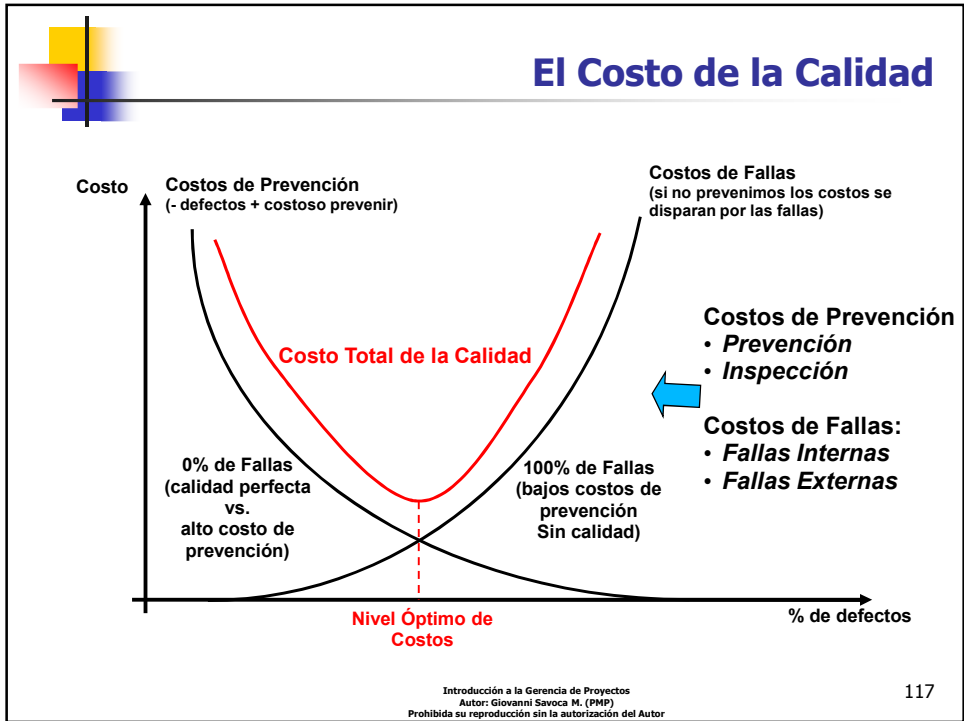 El Costo de la Calidad
Costo
Costos de Prevención
(- defectos + costoso prevenir)
Costos de Fallas
(si no prevenimos los costos se
disparan por las fallas)
Costo Total de la Calidad
Costos de Prevención
• Prevención
• Inspección
Costos de Fallas:
• Fallas Internas
• Fallas Externas
0% de Fallas
(calidad perfecta
vs.
alto costo de
prevención)
100% de Fallas
(bajos costos de
prevención
Sin calidad)
Nivel Óptimo de
Costos
% de defectos
Introducción a la Gerencia de Proyectos
Autor: Giovanni Savoca M. (PMP)
Prohibida su reproducción sin la autorización del Autor
117